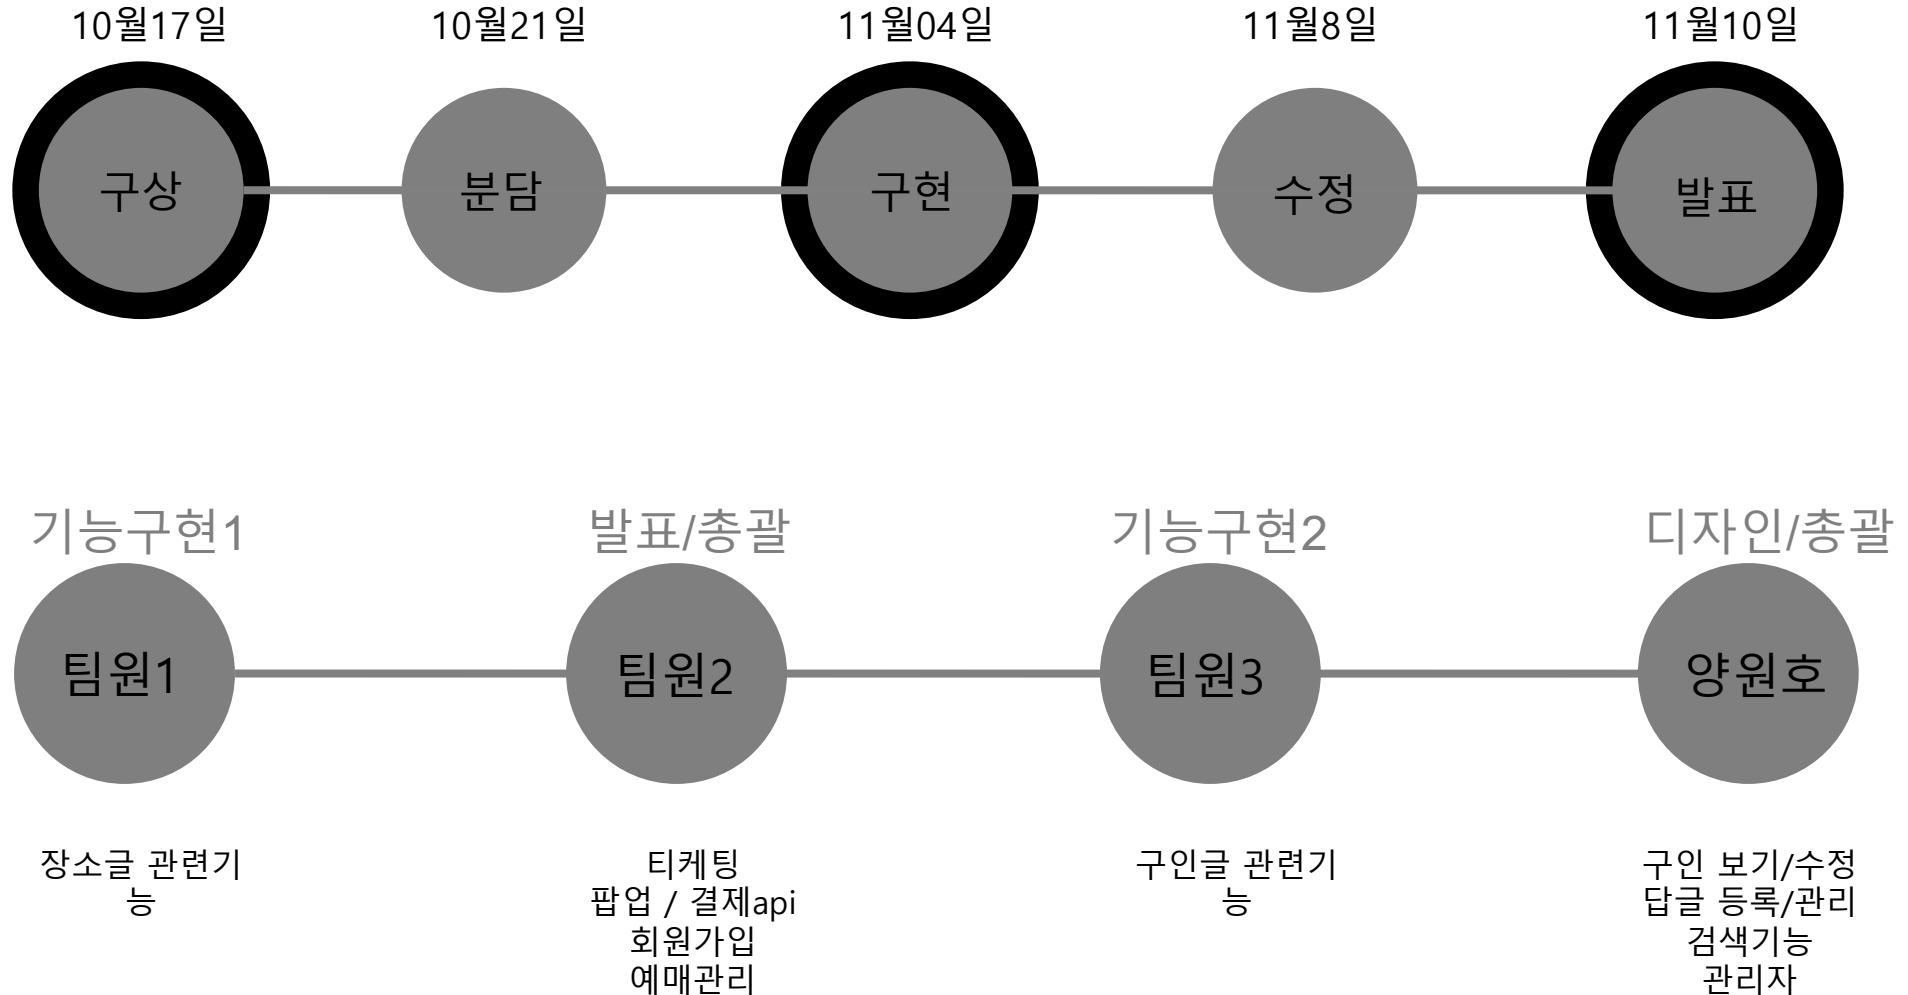 10월17일
10월21일
11월04일
11월8일
11월10일
구상
분담
구현
수정
발표
기능구현1
발표/총괄
기능구현2
디자인/총괄
팀원1
팀원2
팀원3
양원호
장소글 관련기
능
티케팅
팝업 / 결제api
회원가입
예매관리
구인글 관련기
능
구인 보기/수정
답글 등록/관리
검색기능
관리자